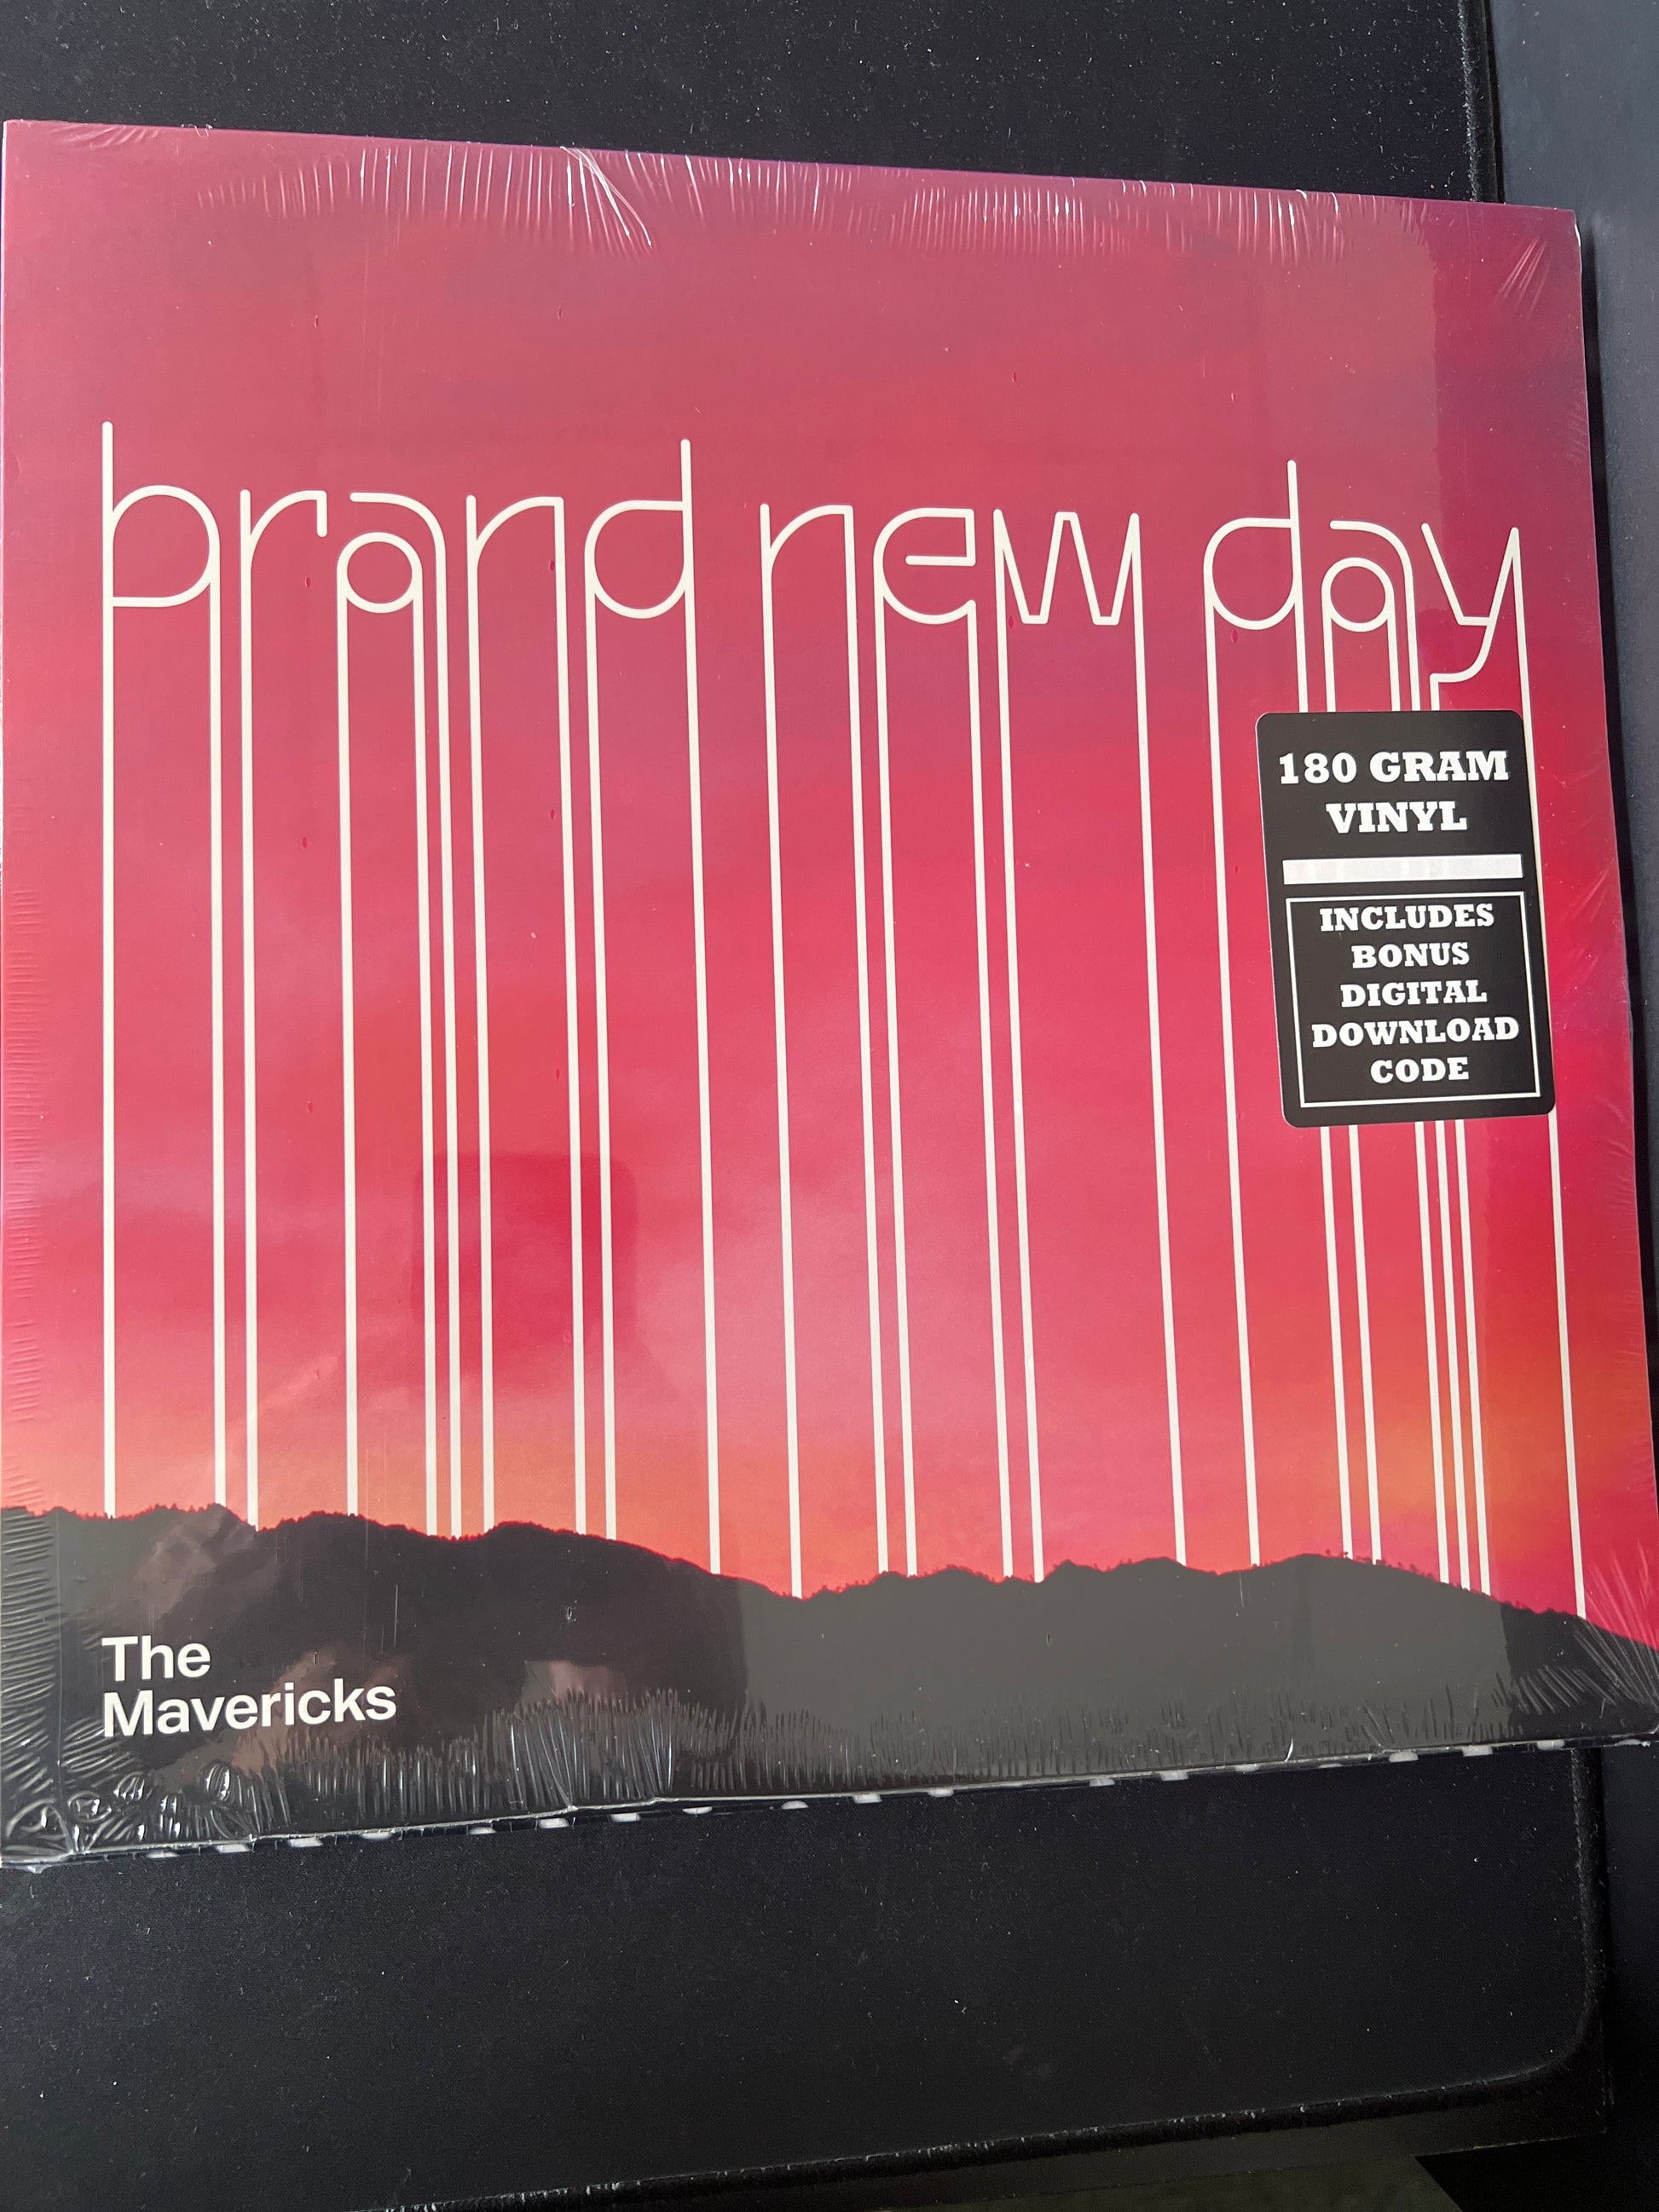 brand new day
180 GRAM
VINYL
INCLUDES
BONUS
DIGITAL
DOWNLOAD
CODE
The
Mavericks